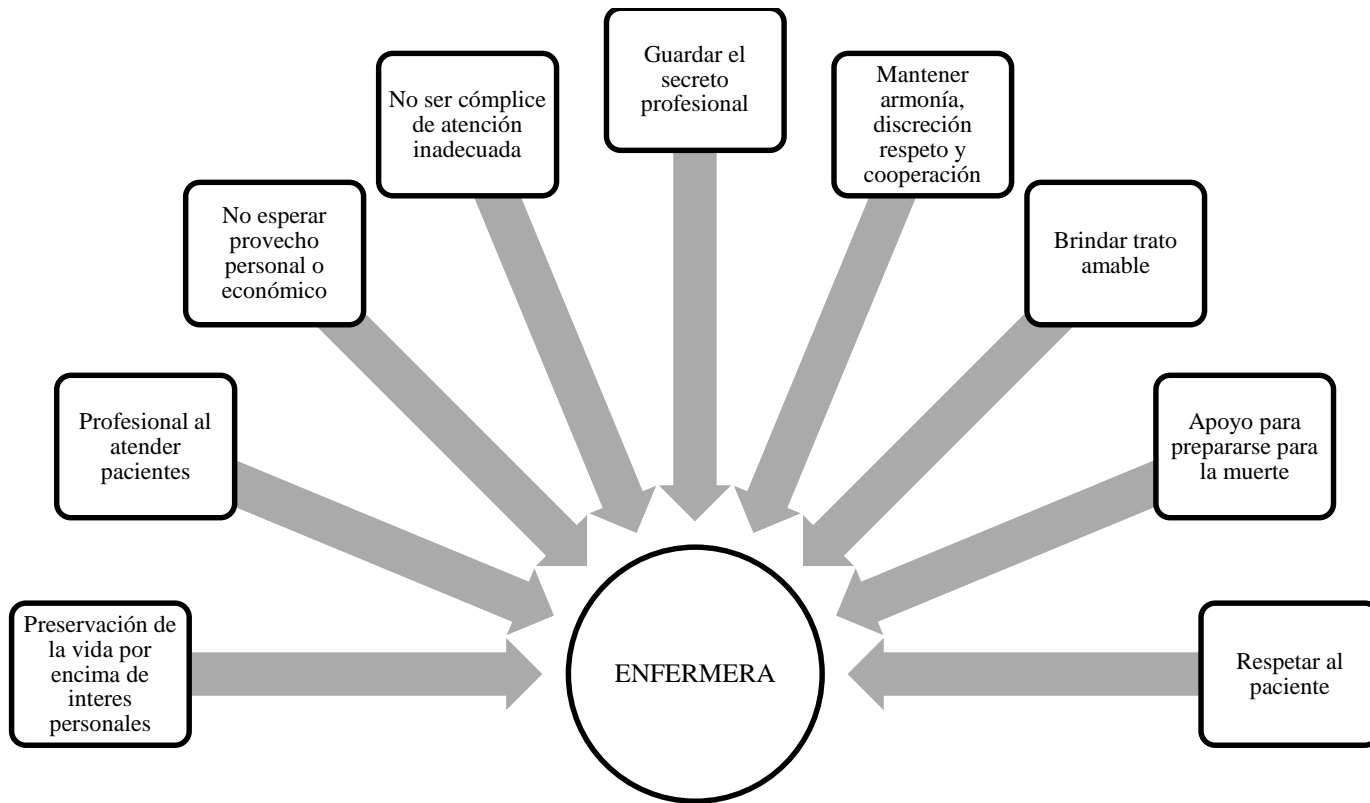 Guardar el
secreto
profesional
No ser cómplice
de atención
inadecuada
Mantener
armonía,
discreción
respeto y
cooperación
No esperar
provecho
personal o
económico
Brindar trato
amable
Profesional al
atender
pacientes
Apoyo para
prepararse para
la muerte
Preservación de
la vida por
encima de
interes
personales
ENFERMERA
Respetar al
paciente